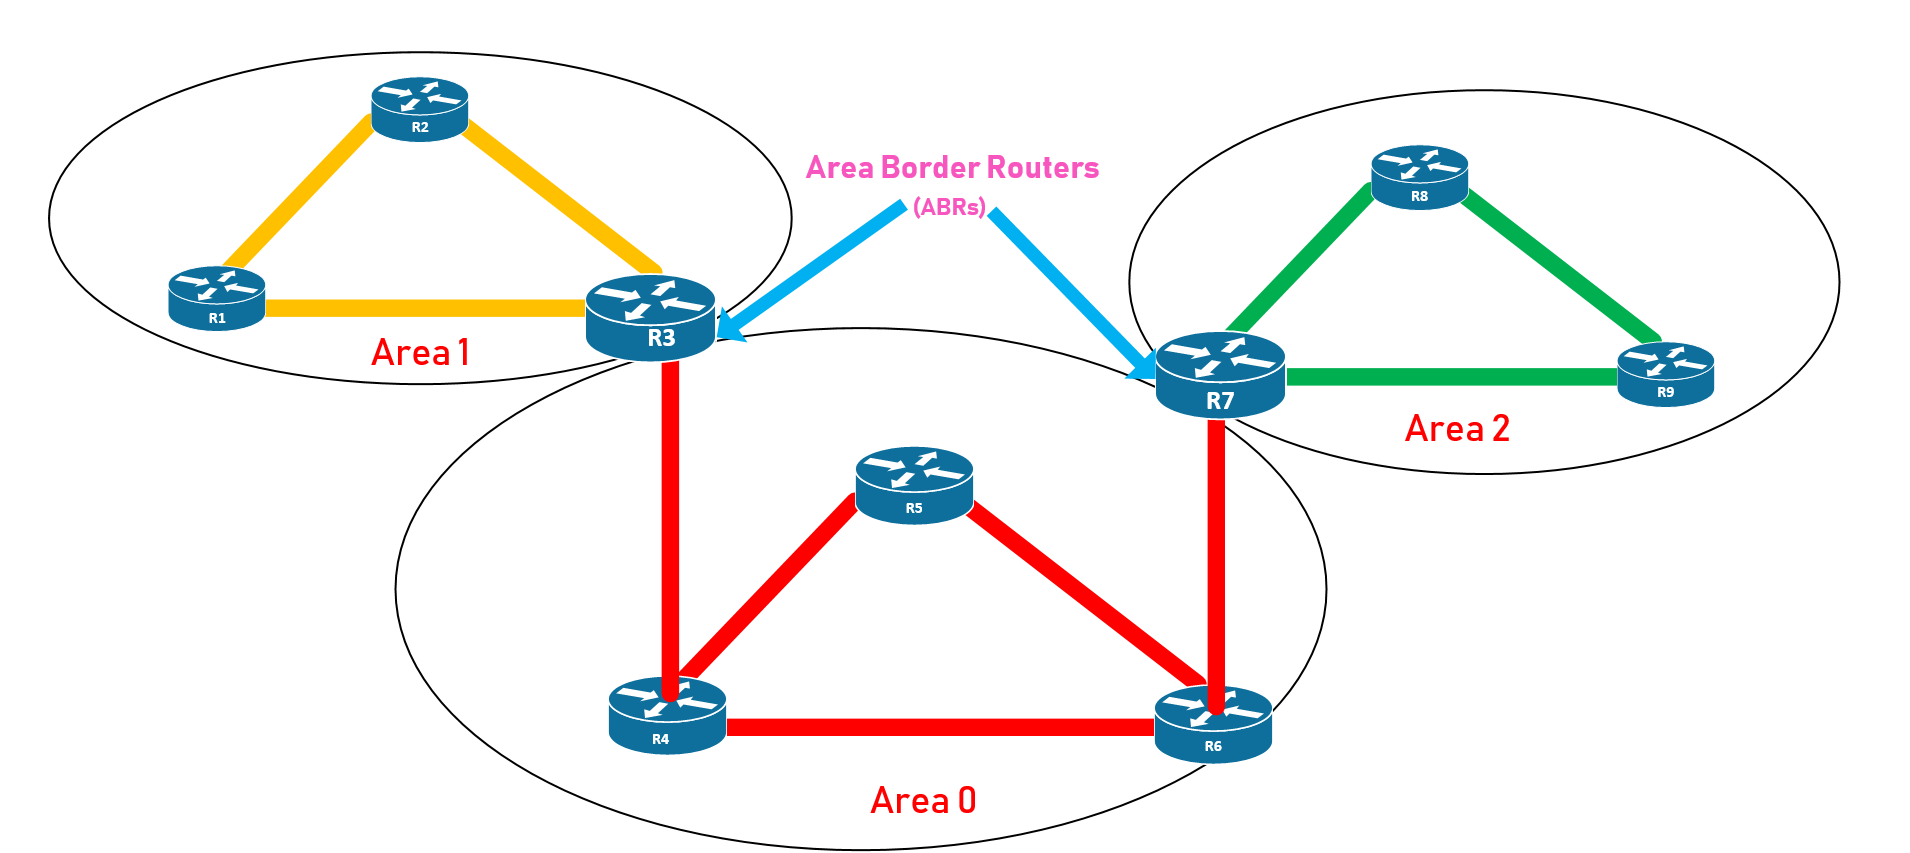 R2
Area Border Routers
(ABRs)
R8
R1
R3
Area 1
R7
R9
Area 2
R5
R4
R6
Area 0